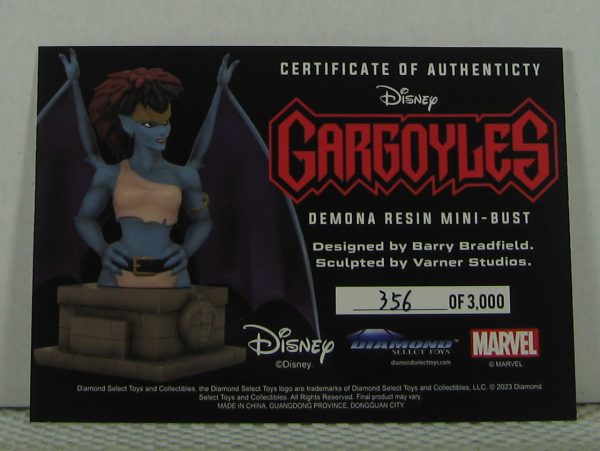 CERTIFICATE OF AUTHENTICTY
Disney
GARGOYLES
DEMONA RESIN MINI-BUST
Designed by Barry Bradfield.
Sculpted by Varner Studios.
356 OF 3,000
Disney
©Disney
DIAMOND™
SELECT TOYS
diamondselecttoys.com
MARVEL
© MARVEL
Diamond Select Toys and Collectibles, the Diamond Select Toys logo are trademarks of Diamond Select Toys and Collectibles, LLC. © 2023 Diamond
Select Toys and Collectibles. All Rights Reserved. Final product may vary.
MADE IN CHINA, GUANGDONG PROVINCE, DONGGUAN CITY.